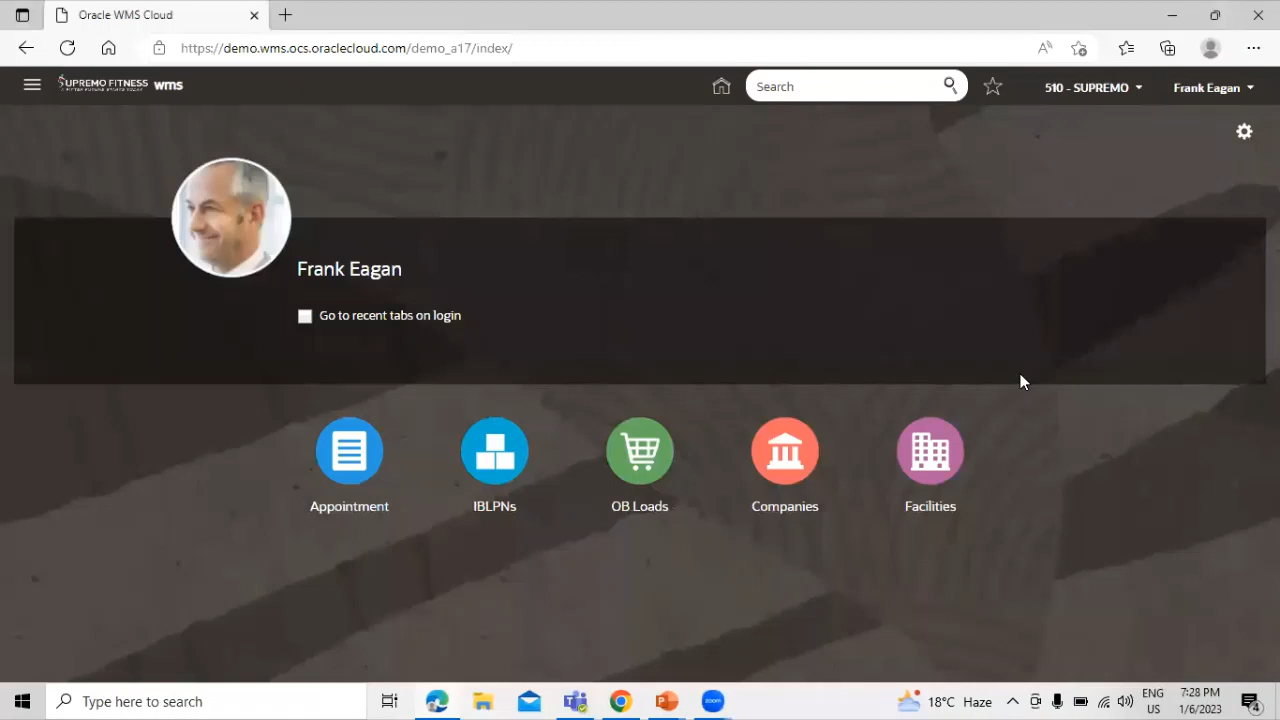 Oracle WMS Cloud
https://demo.wms.ocs.oraclecloud.com/demo_a17/index/
SUPREMO FITNESS wms
Search
510 - SUPREMO
Frank Eagan
Frank Eagan
Go to recent tabs on login
Appointment
IBLPNs
OB Loads
Companies
Facilities
Type here to search
zoom
18°C Haze
ENG
US
7:28 PM
1/6/2023
4